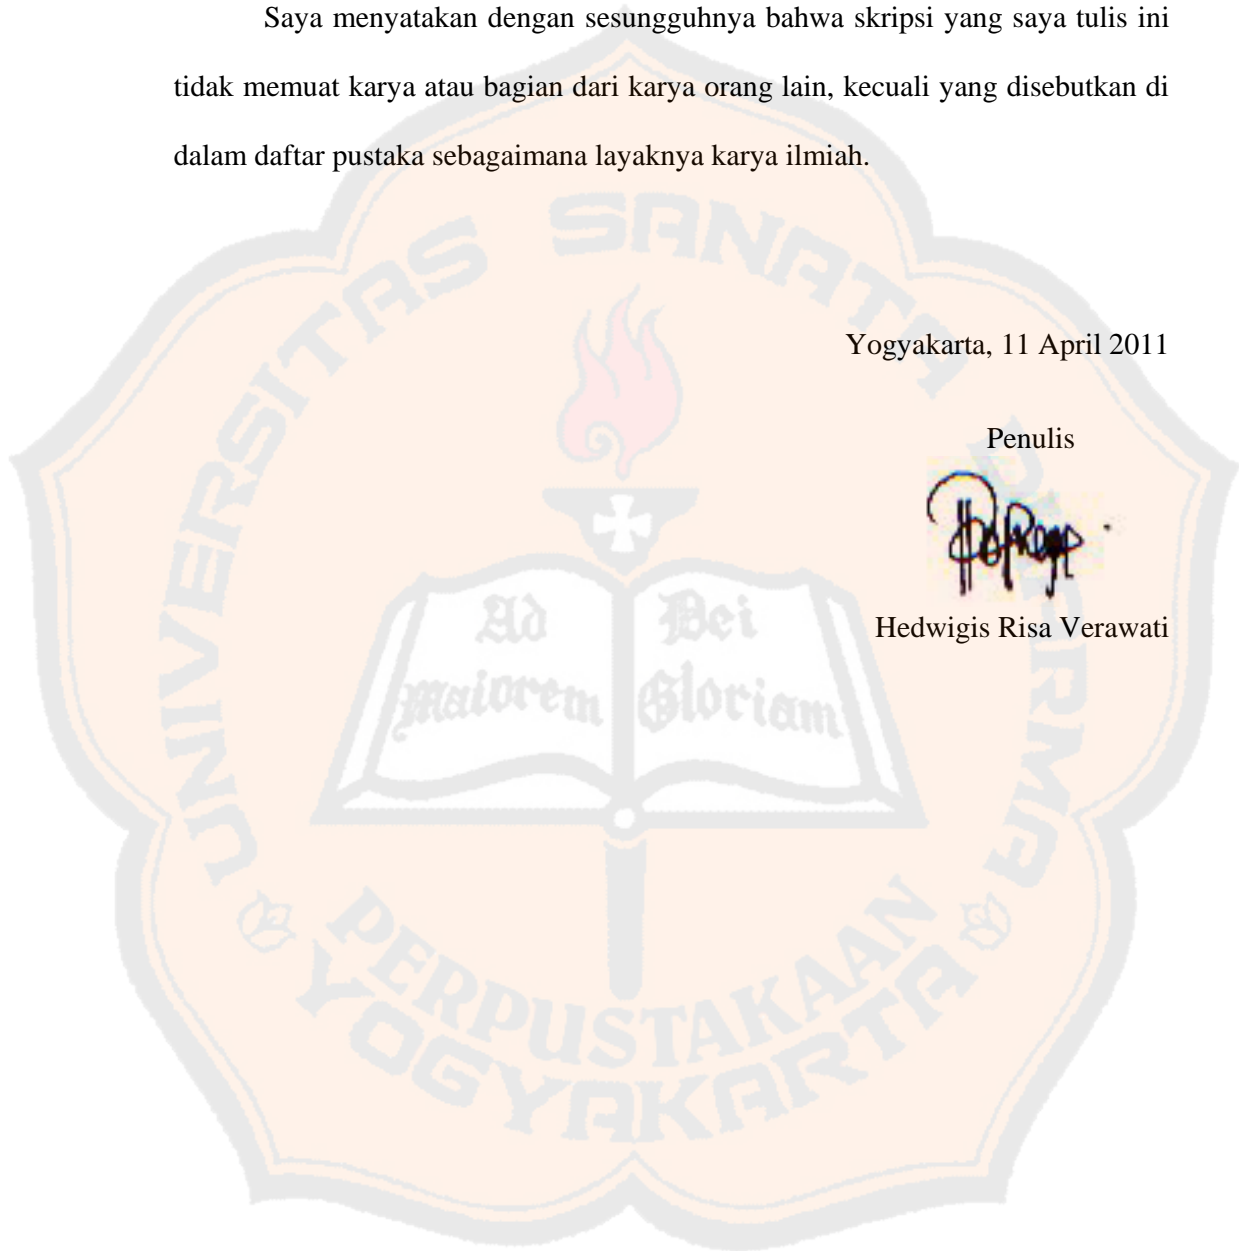 Saya menyatakan dengan sesungguhnya bahwa skripsi yang saya tulis ini
tidak memuat karya atau bagian dari karya orang lain, kecuali yang disebutkan di
dalam daftar pustaka sebagaimana layaknya karya ilmiah.
UNIVERSITAS SANATA DHARMA
Yogyakarta, 11 April 2011
Penulis
Hedwigis Risa Verawati
Ad Dei
Maiorem Gloriam
PERPUSTAKAAN
YOGYAKARTA